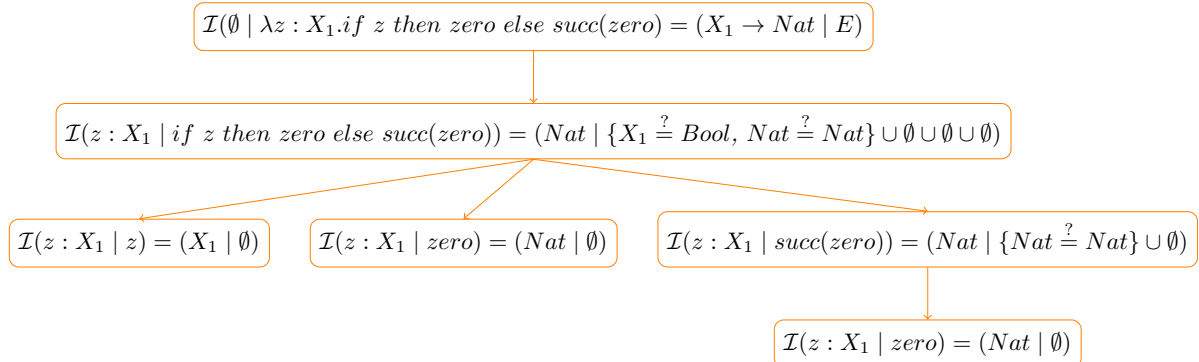 𝓘(∅ | λz : X₁.if z then zero else succ(zero) = (X₁ → Nat | E)
𝓘(z : X₁ | if z then zero else succ(zero)) = (Nat | {X₁ ≟ Bool, Nat ≟ Nat} ∪ ∅ ∪ ∅ ∪ ∅)
𝓘(z : X₁ | z) = (X₁ | ∅)
𝓘(z : X₁ | zero) = (Nat | ∅)
𝓘(z : X₁ | succ(zero)) = (Nat | {Nat ≟ Nat} ∪ ∅)
𝓘(z : X₁ | zero) = (Nat | ∅)